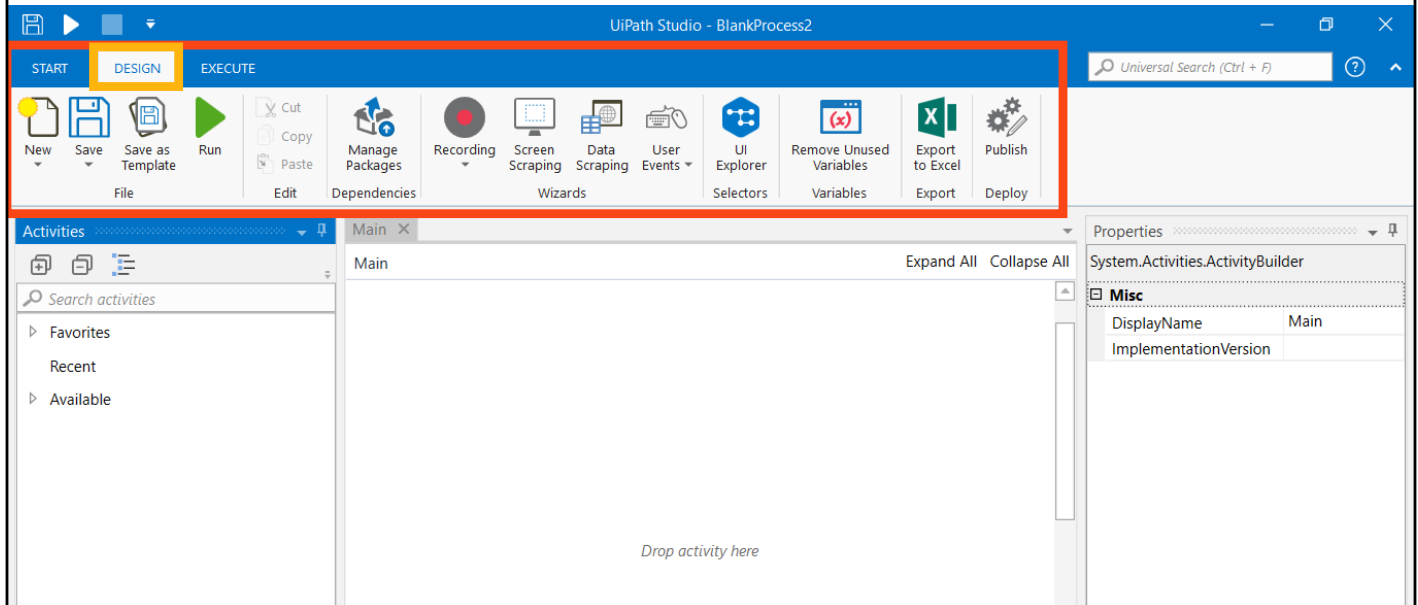 UiPath Studio - BlankProcess2
START DESIGN EXECUTE
Universal Search (Ctrl + F)
?
New
Save
Save as
Template
Run
File
Cut
Copy
Paste
Edit
Manage
Packages
Dependencies
Recording
Screen
Scraping
Data
Scraping
User
Events
Wizards
UI
Explorer
Selectors
(x)
Remove Unused
Variables
Variables
X
Export
to Excel
Export
Publish
Deploy
Activities
Search activities
Favorites
Recent
Available
Main
Main
Expand All Collapse All
Drop activity here
Properties
System.Activities.ActivityBuilder
Misc
DisplayName Main
ImplementationVersion